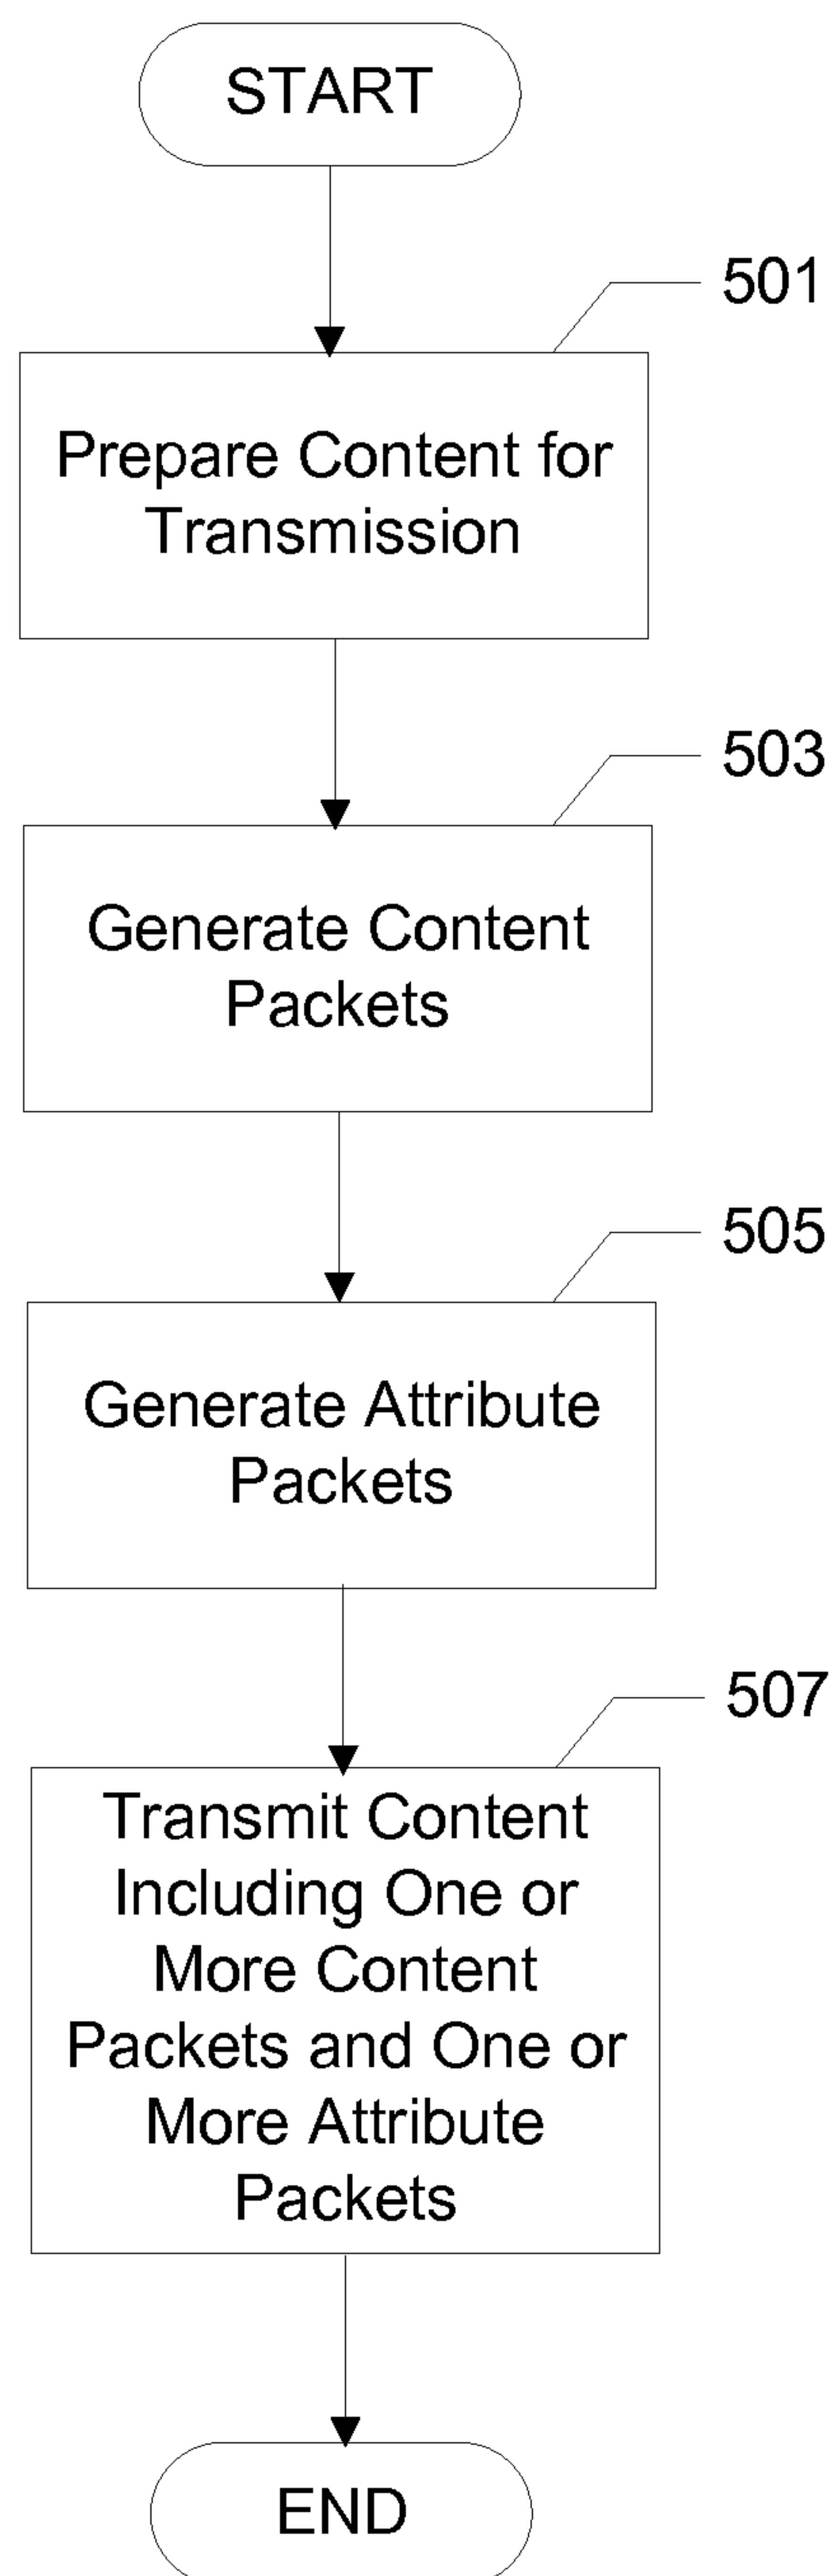 START
501
Prepare Content for
Transmission
503
Generate Content
Packets
505
Generate Attribute
Packets
507
Transmit Content
Including One or
More Content
Packets and One or
More Attribute
Packets
END